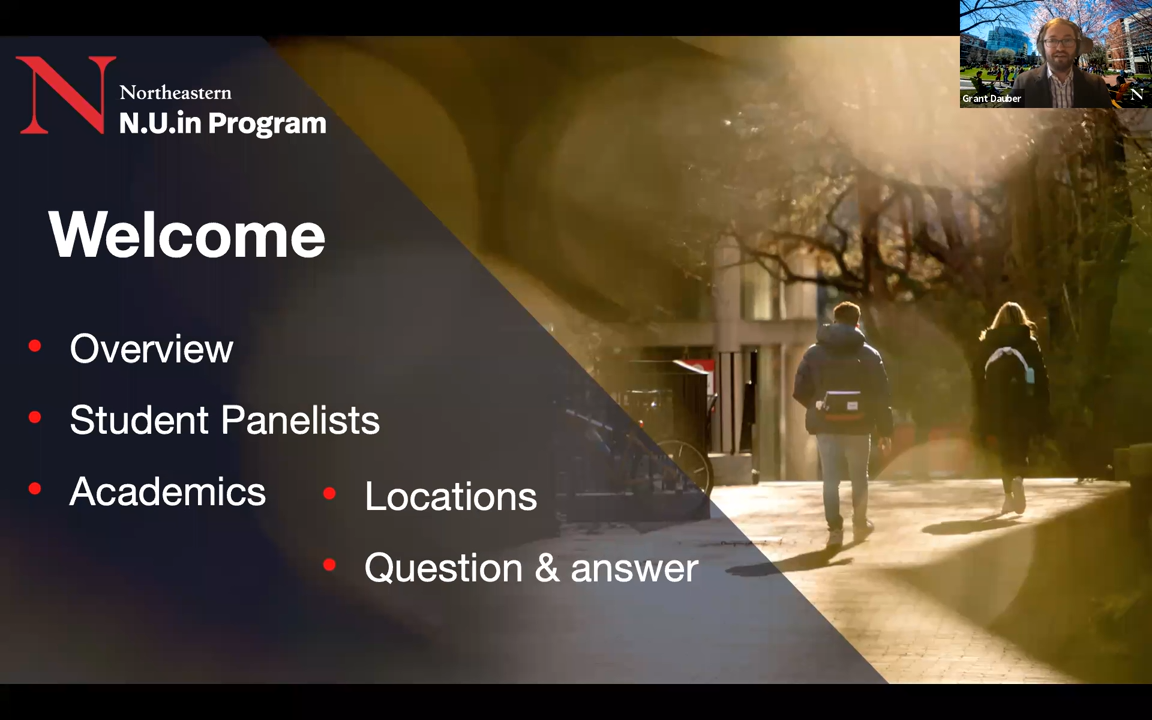 Northeastern
N.U.in Program
Grant Dauber
N
Welcome
Overview
Student Panelists
Academics
Locations
Question & answer